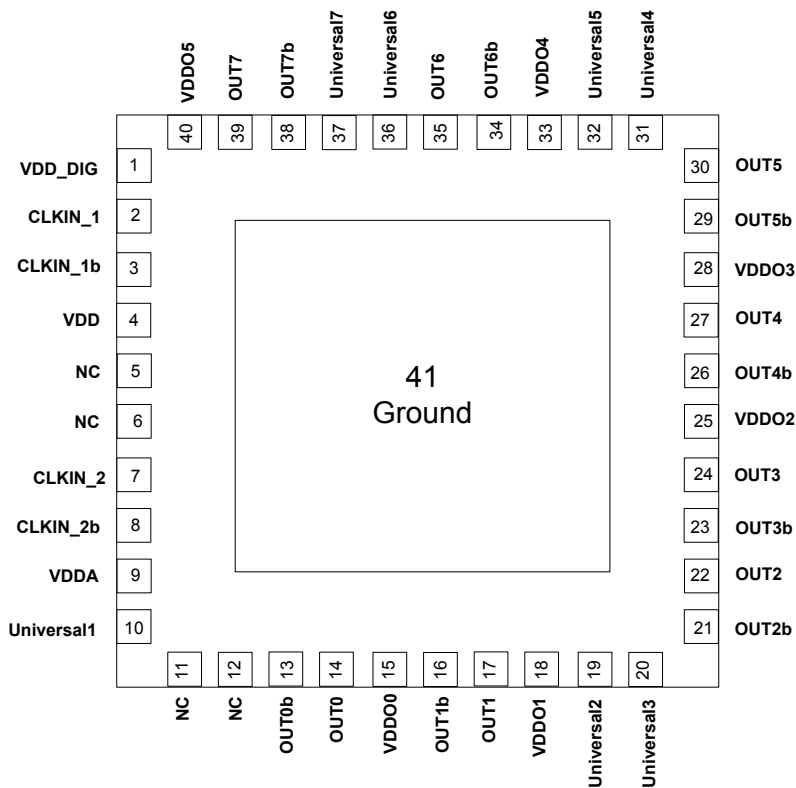 VDDO5
OUT7
OUT7b
Universal7
Universal6
OUT6
OUT6b
VDDO4
Universal5
Universal4
40
39
38
37
36
35
34
33
32
31
VDD_DIG 1
CLKIN_1 2
CLKIN_1b 3
VDD 4
NC 5
NC 6
CLKIN_2 7
CLKIN_2b 8
VDDA 9
Universal1 10
41
Ground
30 OUT5
29 OUT5b
28 VDDO3
27 OUT4
26 OUT4b
25 VDDO2
24 OUT3
23 OUT3b
22 OUT2
21 OUT2b
11
12
13
14
15
16
17
18
19
20
NC
NC
OUT0b
OUT0
VDDO0
OUT1b
OUT1
VDDO1
Universal2
Universal3